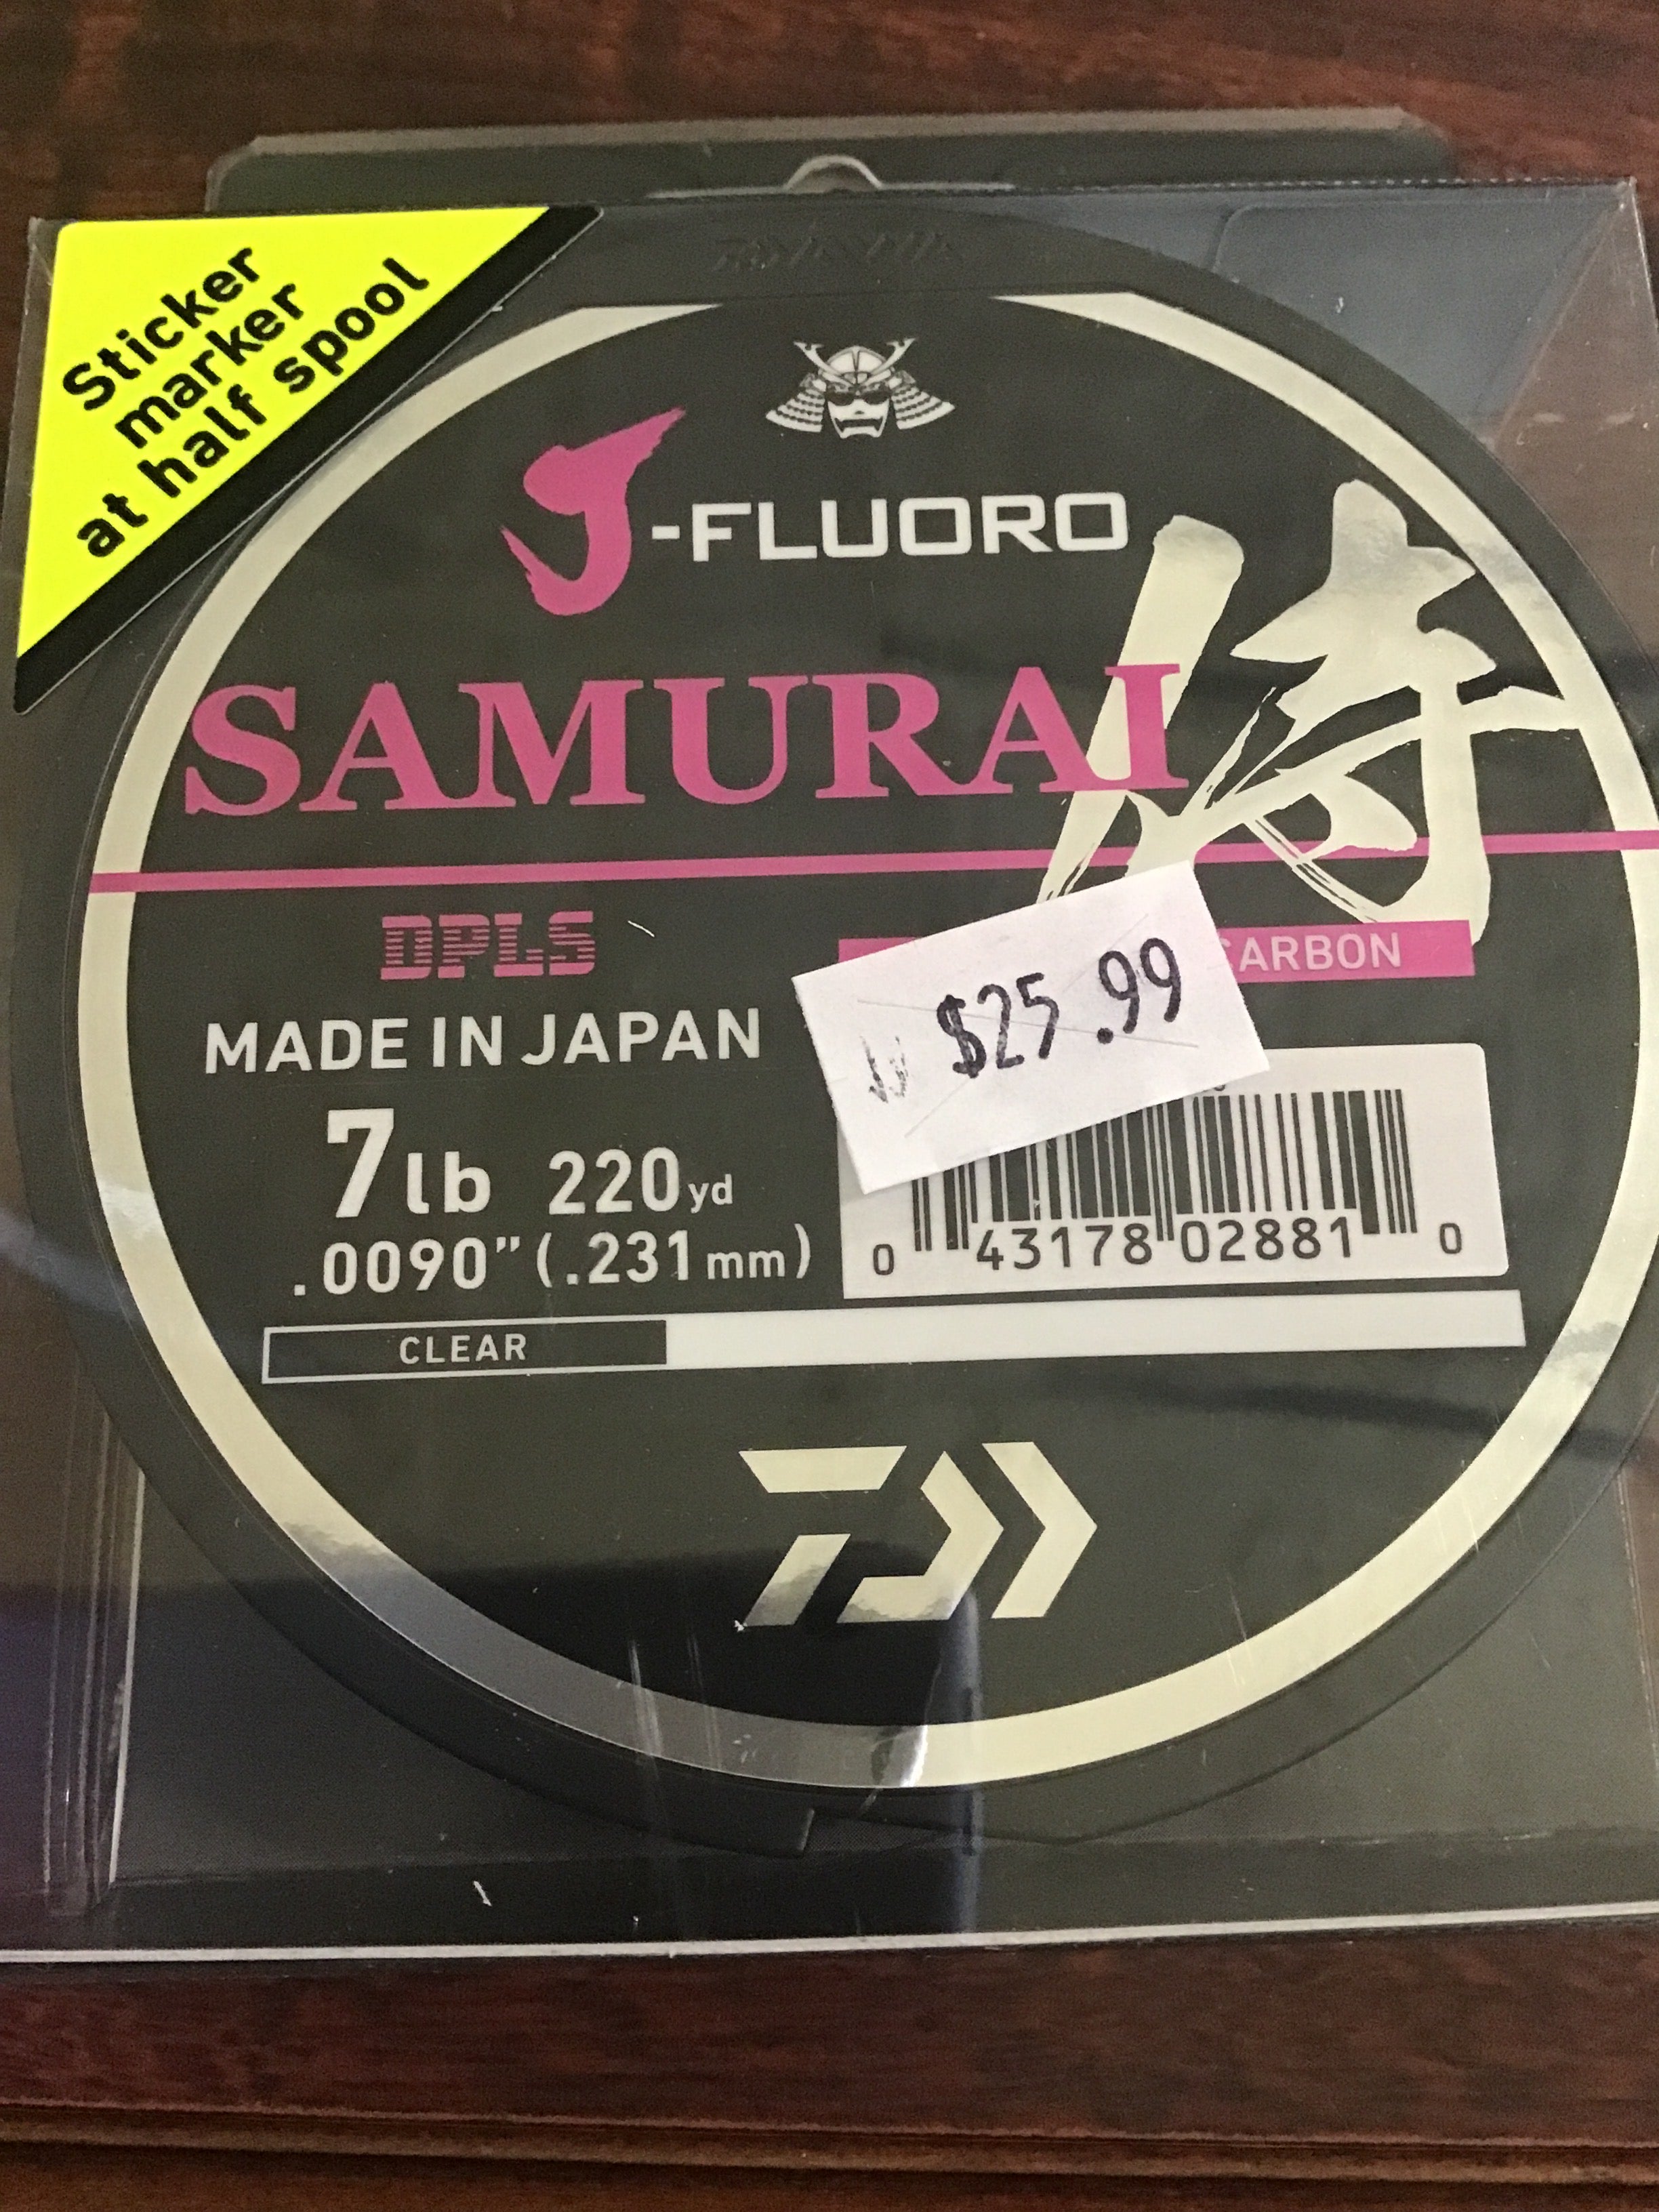 Sticker
marker
at half spool
DAIWA
J-FLUORO
SAMURAI
侍
DPLS
CARBON
$25.99
MADE IN JAPAN
7lb 220yd
.0090" (.231mm)
0 43178 02881 0
CLEAR